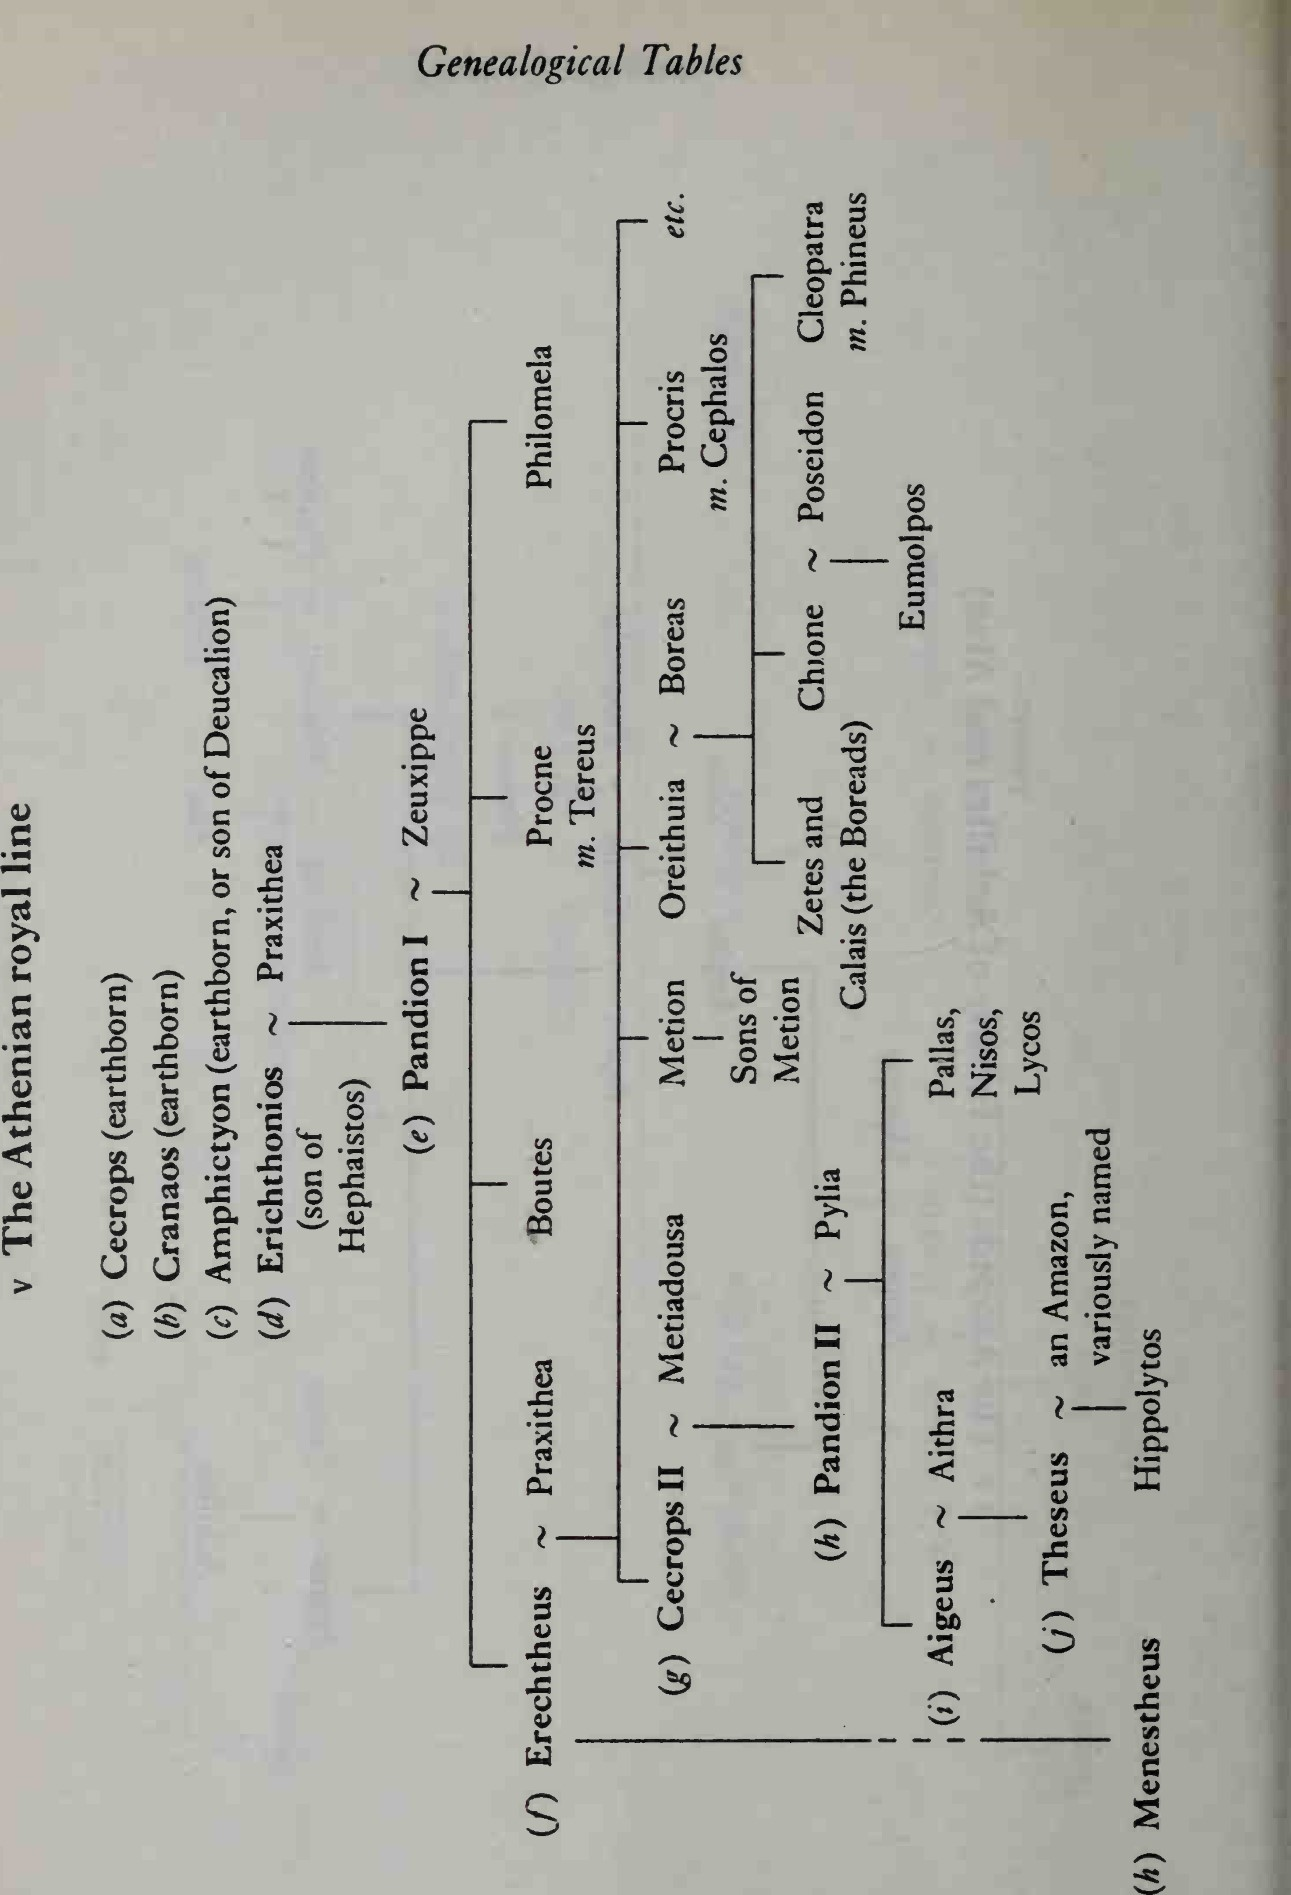 Genealogical Tables
v The Athenian royal line
(a) Cecrops (earthborn)
(b) Cranaos (earthborn)
(c) Amphictyon (earthborn, or son of Deucalion)
(d) Erichthonios ~ Praxithea
(son of
Hephaistos)
(e) Pandion I ~ Zeuxippe
(f) Erechtheus ~ Praxithea Boutes Procne Philomela
m. Tereus
(g) Cecrops II ~ Metiadousa Metion Oreithuia ~ Boreas Procris etc.
m. Cephalos
Sons of
Metion
(h) Pandion II ~ Pylia Zetes and Chione ~ Poseidon Cleopatra
Calais (the Boreads) m. Phineus
Eumolpos
(i) Aigeus ~ Aithra Pallas,
Nisos,
Lycos
(j) Theseus ~ an Amazon,
variously named
(h) Menestheus Hippolytos